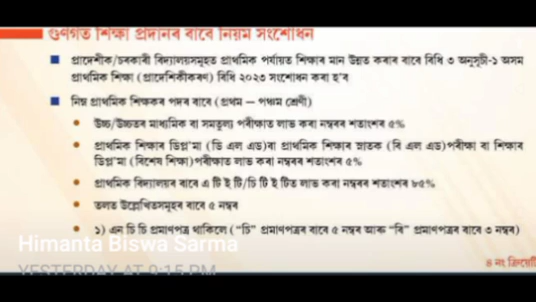 গুণগত শিক্ষা প্ৰদানৰ বাবে নিয়ম সংশোধন
প্ৰাদেশীক/চৰকাৰী বিদ্যালয়সমূহত প্ৰাথমিক পৰ্যায়ত শিক্ষাৰ মান উন্নত কৰাৰ বাবে বিধি ৩ অনুসূচী-১ অসম
প্ৰাথমিক শিক্ষা (প্ৰাদেশিকীকৰণ) বিধি ২০২৩ সংশোধন কৰা হ'ব
নিম্ন প্ৰাথমিক শিক্ষকৰ পদৰ বাবে (প্ৰথম – পঞ্চম শ্ৰেণী)
উচ্চ/উচ্চতৰ মাধ্যমিক বা সমতুল্য পৰীক্ষাত লাভ কৰা নম্বৰৰ শতাংশৰ ৫%
প্ৰাথমিক শিক্ষাৰ ডিপ্ল'মা (ডি এল এড)বা প্ৰাথমিক শিক্ষাৰ স্নাতক (বি এল এড)পৰীক্ষা বা শিক্ষাৰ
ডিপ্ল'মা (বিশেষ শিক্ষা)পৰীক্ষাত লাভ কৰা নম্বৰৰ শতাংশৰ ৫%
প্ৰাথমিক বিদ্যালয়ৰ বাবে এ টি ই টি/চি টি ই টিত লাভ কৰা নম্বৰৰ শতাংশৰ ৮৫%
তলত উল্লেখিতসমূহৰ বাবে ৫ নম্বৰ
১) এন চি চি প্ৰমাণপত্ৰ থাকিলে ("চি" প্ৰমাণপত্ৰৰ বাবে ৫ নম্বৰ আৰু "বি" প্ৰমাণপত্ৰৰ বাবে ৩ নম্বৰ)
Himanta Biswa Sarma
YESTERDAY AT 9:15 PM
৪ নং